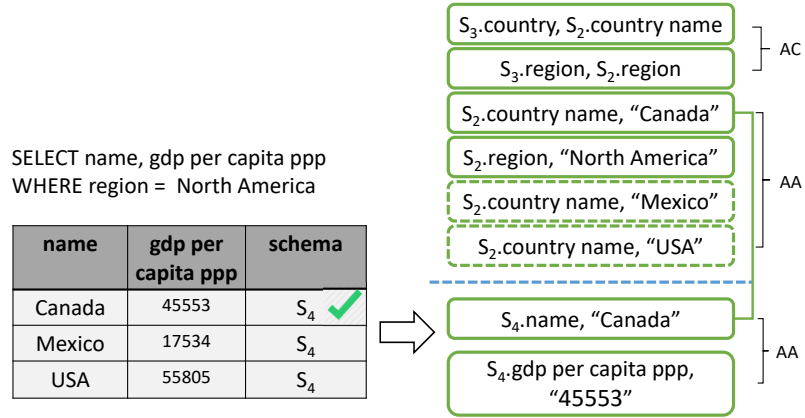 SELECT name, gdp per capita ppp
WHERE region = North America
name gdp per capita ppp schema
Canada 45553 S4
Mexico 17534 S4
USA 55805 S4
S3.country, S2.country name
S3.region, S2.region
AC
S2.country name, “Canada”
S2.region, “North America”
S2.country name, “Mexico”
S2.country name, “USA”
AA
S4.name, “Canada”
S4.gdp per capita ppp,
“45553”
AA